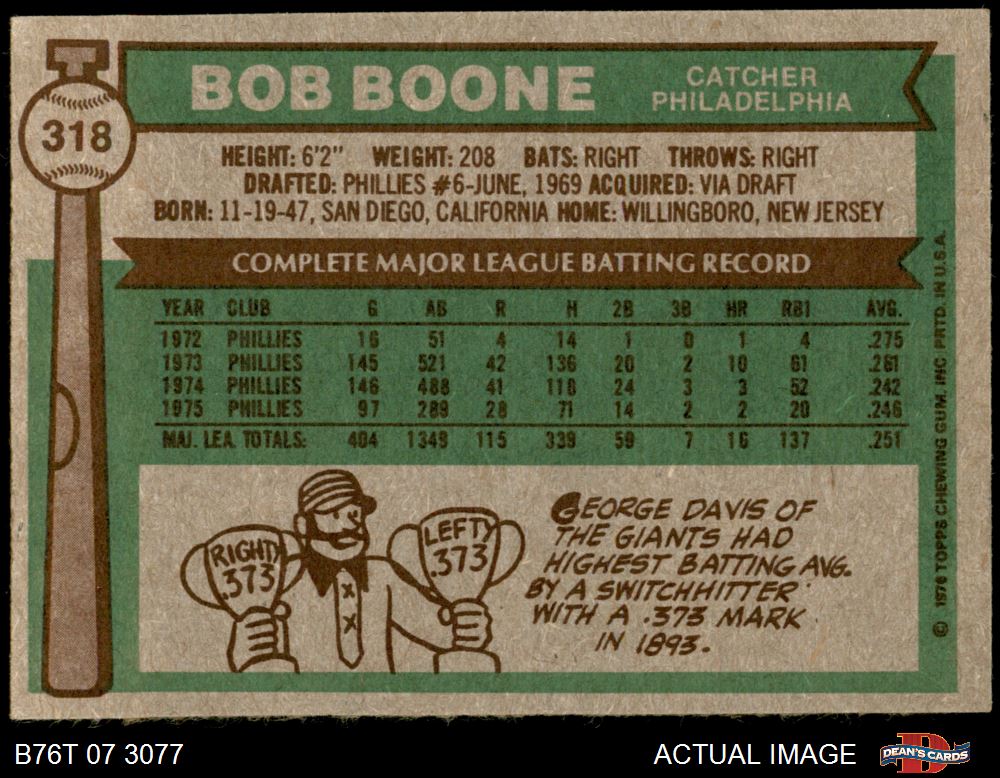 318
BOB BOONE
CATCHER
PHILADELPHIA
HEIGHT: 6'2" WEIGHT: 208 BATS: RIGHT THROWS: RIGHT
DRAFTED: PHILLIES #6-JUNE, 1969 ACQUIRED: VIA DRAFT
BORN: 11-19-47, SAN DIEGO, CALIFORNIA HOME: WILLINGBORO, NEW JERSEY
COMPLETE MAJOR LEAGUE BATTING RECORD
YEAR CLUB G AB R H 2B 3B HR RBI AVG.
1972 PHILLIES 16 51 4 14 1 0 1 4 .275
1973 PHILLIES 145 521 42 136 20 2 10 61 .261
1974 PHILLIES 146 488 41 118 24 3 3 52 .242
1975 PHILLIES 97 289 28 71 14 2 2 20 .246
MAJ. LEA. TOTALS: 404 1349 115 339 59 7 16 137 .251
RIGHTY
.373
LEFTY
.373
GEORGE DAVIS OF
THE GIANTS HAD
HIGHEST BATTING AVG.
BY A SWITCHHITTER
WITH A .373 MARK
IN 1893.
© 1976 TOPPS CHEWING GUM, INC PRTD. IN U.S.A.
B76T 07 3077
ACTUAL IMAGE
D
DEAN'S CARDS